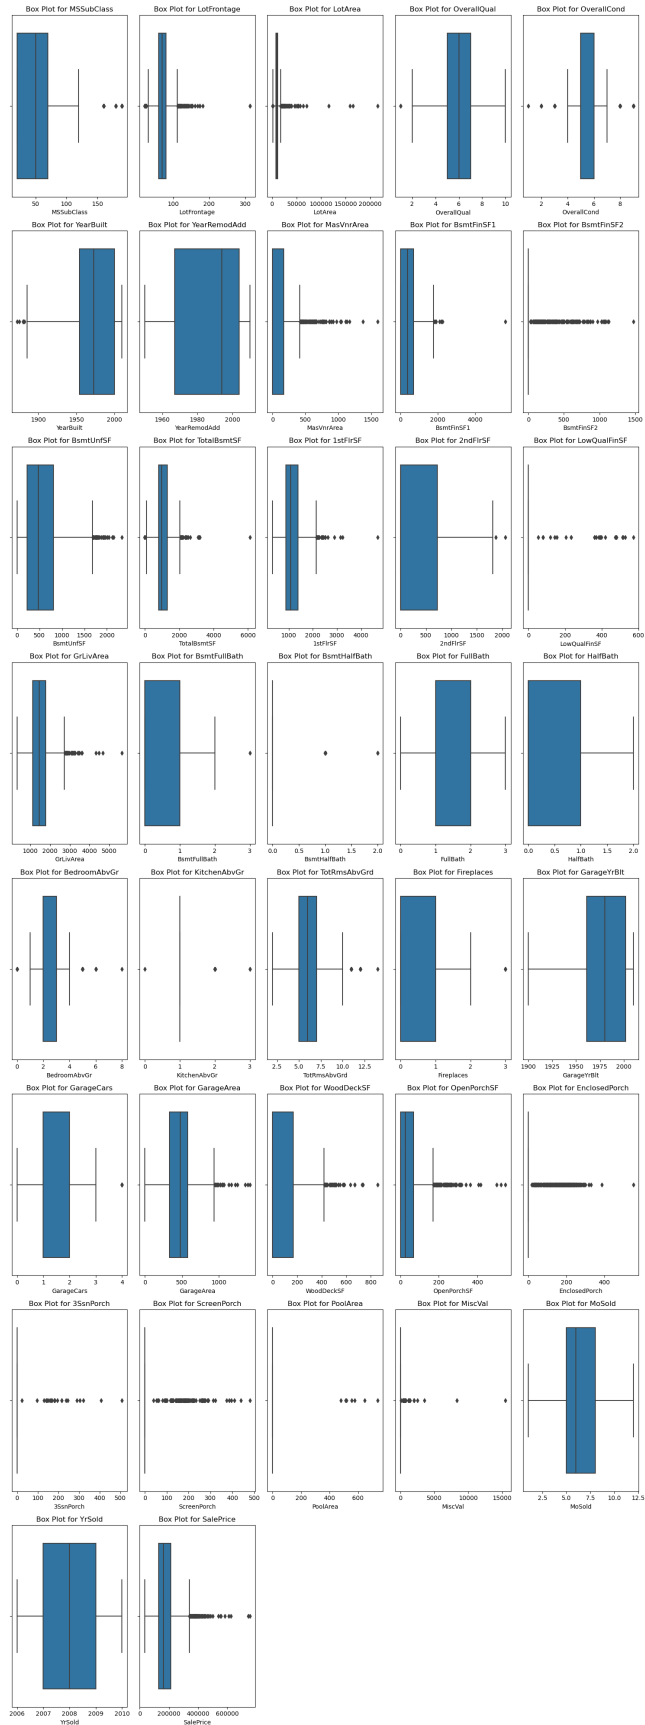 Box Plot for MSSubClass Box Plot for LotFrontage Box Plot for LotArea Box Plot for OverallQual Box Plot for OverallCond
50 100 150 100 200 300 0 50000 100000 150000 200000 2 4 6 8 10 2 4 6 8
MSSubClass LotFrontage LotArea OverallQual OverallCond
Box Plot for YearBuilt Box Plot for YearRemodAdd Box Plot for MasVnrArea Box Plot for BsmtFinSF1 Box Plot for BsmtFinSF2
1900 1950 2000 1960 1980 2000 0 500 1000 1500 0 2000 4000 0 500 1000 1500
YearBuilt YearRemodAdd MasVnrArea BsmtFinSF1 BsmtFinSF2
Box Plot for BsmtUnfSF Box Plot for TotalBsmtSF Box Plot for 1stFlrSF Box Plot for 2ndFlrSF Box Plot for LowQualFinSF
0 500 1000 1500 2000 0 2000 4000 6000 1000 2000 3000 4000 0 500 1000 1500 2000 0 200 400 600
BsmtUnfSF TotalBsmtSF 1stFlrSF 2ndFlrSF LowQualFinSF
Box Plot for GrLivArea Box Plot for BsmtFullBath Box Plot for BsmtHalfBath Box Plot for FullBath Box Plot for HalfBath
1000 2000 3000 4000 5000 0 1 2 3 0.0 0.5 1.0 1.5 2.0 0 1 2 3 0.0 0.5 1.0 1.5 2.0
GrLivArea BsmtFullBath BsmtHalfBath FullBath HalfBath
Box Plot for BedroomAbvGr Box Plot for KitchenAbvGr Box Plot for TotRmsAbvGrd Box Plot for Fireplaces Box Plot for GarageYrBlt
0 2 4 6 8 0 1 2 3 2.5 5.0 7.5 10.0 12.5 0 1 2 3 1900 1925 1950 1975 2000
BedroomAbvGr KitchenAbvGr TotRmsAbvGrd Fireplaces GarageYrBlt
Box Plot for GarageCars Box Plot for GarageArea Box Plot for WoodDeckSF Box Plot for OpenPorchSF Box Plot for EnclosedPorch
0 1 2 3 4 0 500 1000 0 200 400 600 800 0 200 400 0 200 400
GarageCars GarageArea WoodDeckSF OpenPorchSF EnclosedPorch
Box Plot for 3SsnPorch Box Plot for ScreenPorch Box Plot for PoolArea Box Plot for MiscVal Box Plot for MoSold
0 100 200 300 400 500 0 100 200 300 400 500 0 200 400 600 0 5000 10000 15000 2.5 5.0 7.5 10.0 12.5
3SsnPorch ScreenPorch PoolArea MiscVal MoSold
Box Plot for YrSold Box Plot for SalePrice
2006 2007 2008 2009 2010 0 200000 400000 600000
YrSold SalePrice